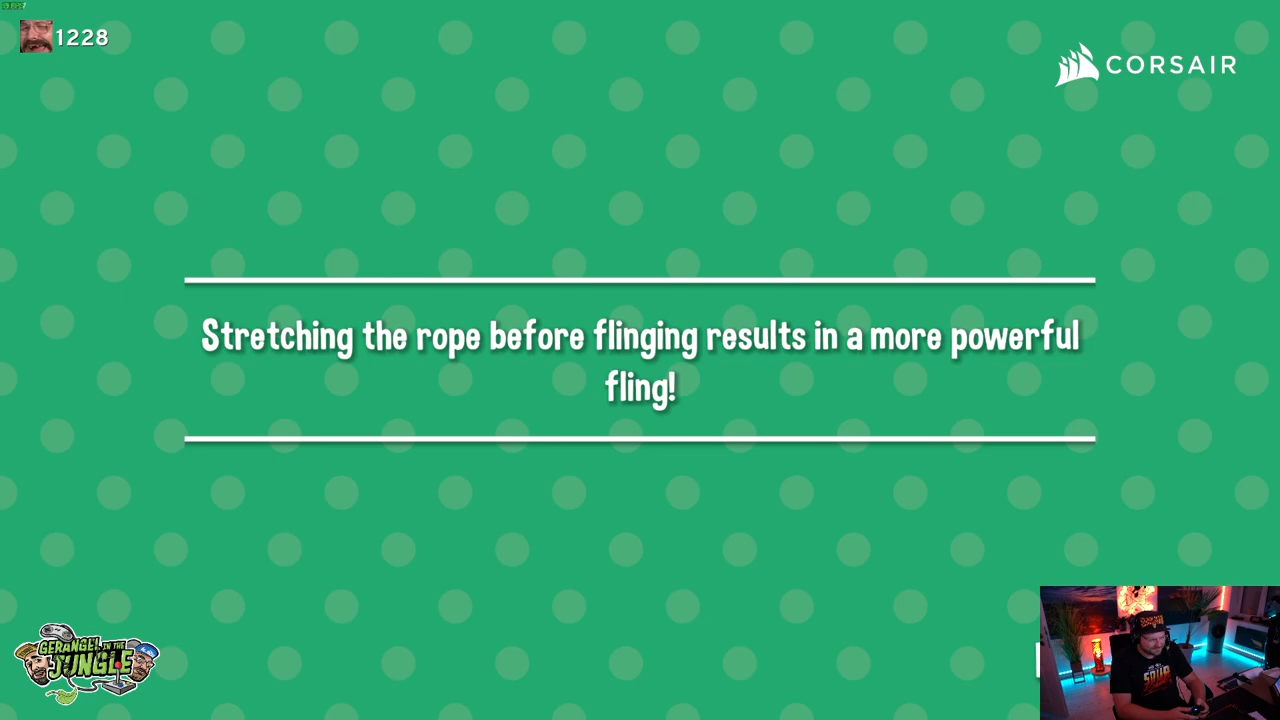 1228
CORSAIR
Stretching the rope before flinging results in a more powerful
fling!
GERANGEL IN THE
JUNGLE